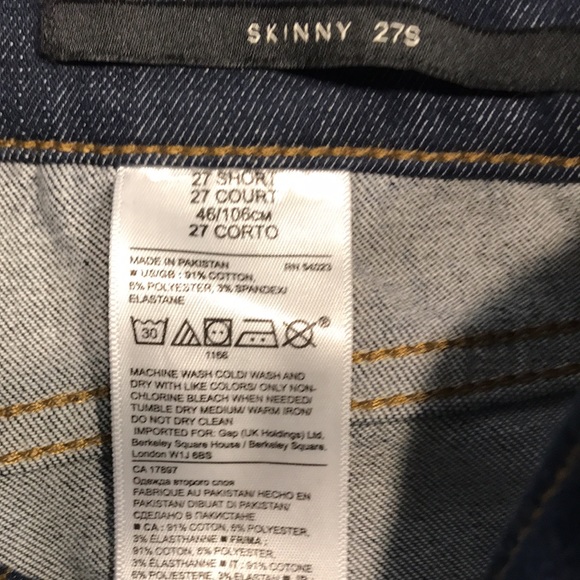 SKINNY 27S
27 SHORT
27 COURT
46/106CM
27 CORTO
MADE IN PAKISTAN RN 54023
■ US/GB : 91% COTTON,
6% POLYESTER, 3% SPANDEX/
ELASTANE
30 ®
1166
MACHINE WASH COLD/ WASH AND
DRY WITH LIKE COLORS/ ONLY NON-
CHLORINE BLEACH WHEN NEEDED/
TUMBLE DRY MEDIUM/ WARM IRON/
DO NOT DRY CLEAN
IMPORTED FOR: Gap (UK Holdings) Ltd,
Berkeley Square House / Berkeley Square,
London W1J 6BS
CA 17897
Одежда второго слоя
FABRIQUE AU PAKISTAN/ HECHO EN
PAKISTAN/ DIBUAT DI PAKISTAN/
СДЕЛАНО В ПАКИСТАНЕ
■ CA : 91% COTON, 6% POLYESTER,
3% ÉLASTHANNE ■ FR/MA :
91% COTON, 6% POLYESTER,
3% ÉLASTHANNE ■ IT : 91% COTONE
6% POLIESTERE, 3%